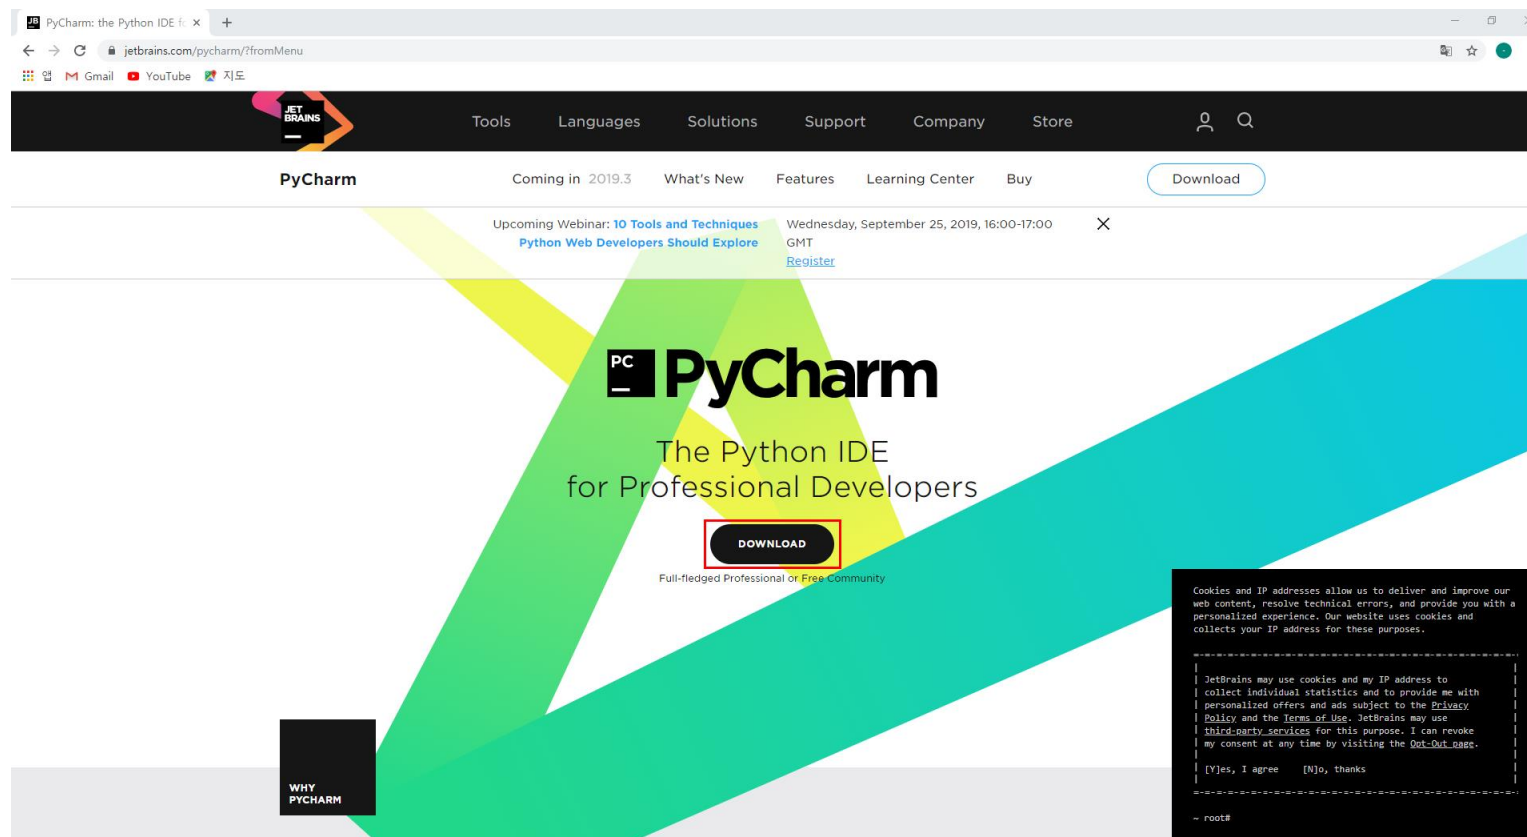 JB PyCharm: the Python IDE fo
jetbrains.com/pycharm/?fromMenu
앱 Gmail YouTube 지도
JET
BRAINS
Tools Languages Solutions Support Company Store
PyCharm Coming in 2019.3 What's New Features Learning Center Buy Download
Upcoming Webinar: 10 Tools and Techniques
Python Web Developers Should Explore
Wednesday, September 25, 2019, 16:00-17:00
GMT
Register
PC PyCharm
The Python IDE
for Professional Developers
DOWNLOAD
Full-fledged Professional or Free Community
WHY
PYCHARM
Cookies and IP addresses allow us to deliver and improve our
web content, resolve technical errors, and provide you with a
personalized experience. Our website uses cookies and
collects your IP address for these purposes.
JetBrains may use cookies and my IP address to
collect individual statistics and to provide me with
personalized offers and ads subject to the Privacy
Policy and the Terms of Use. JetBrains may use
third-party services for this purpose. I can revoke
my consent at any time by visiting the Opt-Out page.
[Y]es, I agree [N]o, thanks
~ root#